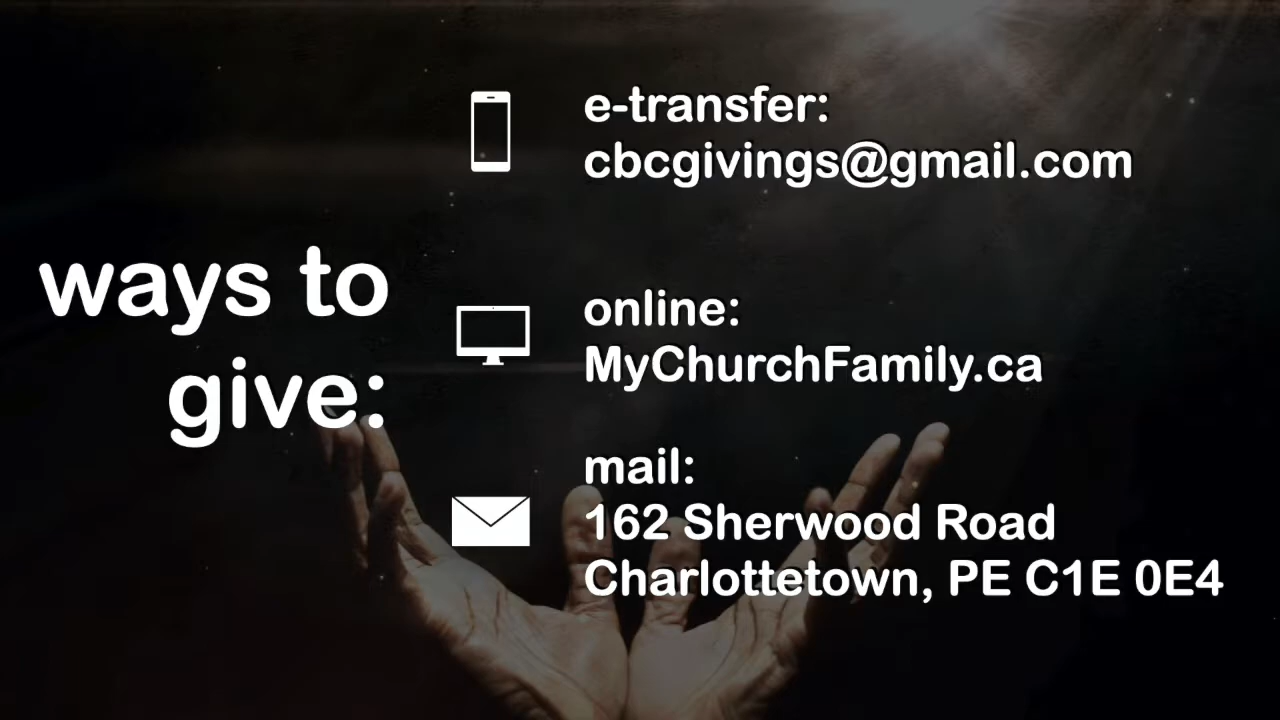 ways to
give:
e-transfer:
cbcgivings@gmail.com
online:
MyChurchFamily.ca
mail:
162 Sherwood Road
Charlottetown, PE C1E 0E4